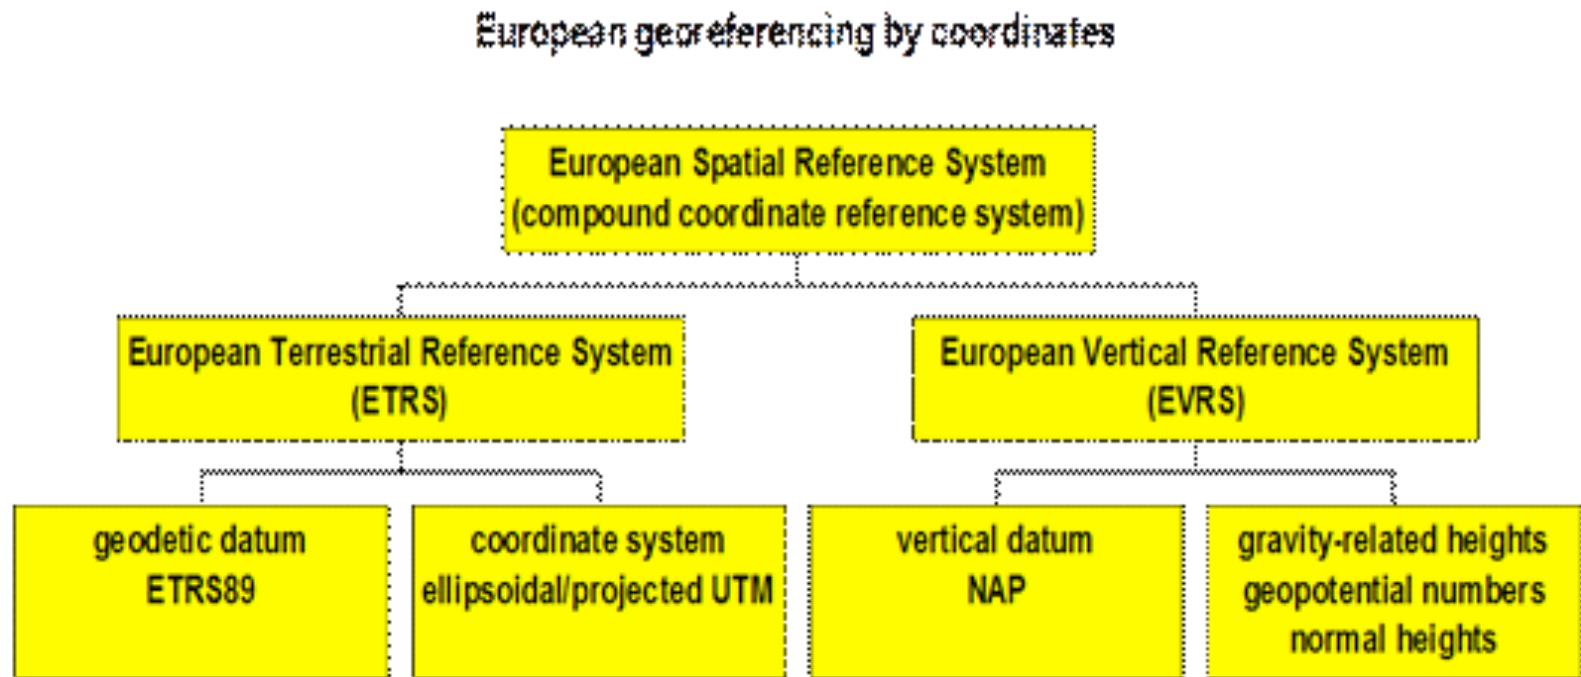 European georeferencing by coordinates
European Spatial Reference System
(compound coordinate reference system)
European Terrestrial Reference System
(ETRS)
European Vertical Reference System
(EVRS)
geodetic datum
ETRS89
coordinate system
ellipsoidal/projected UTM
vertical datum
NAP
gravity-related heights
geopotential numbers
normal heights